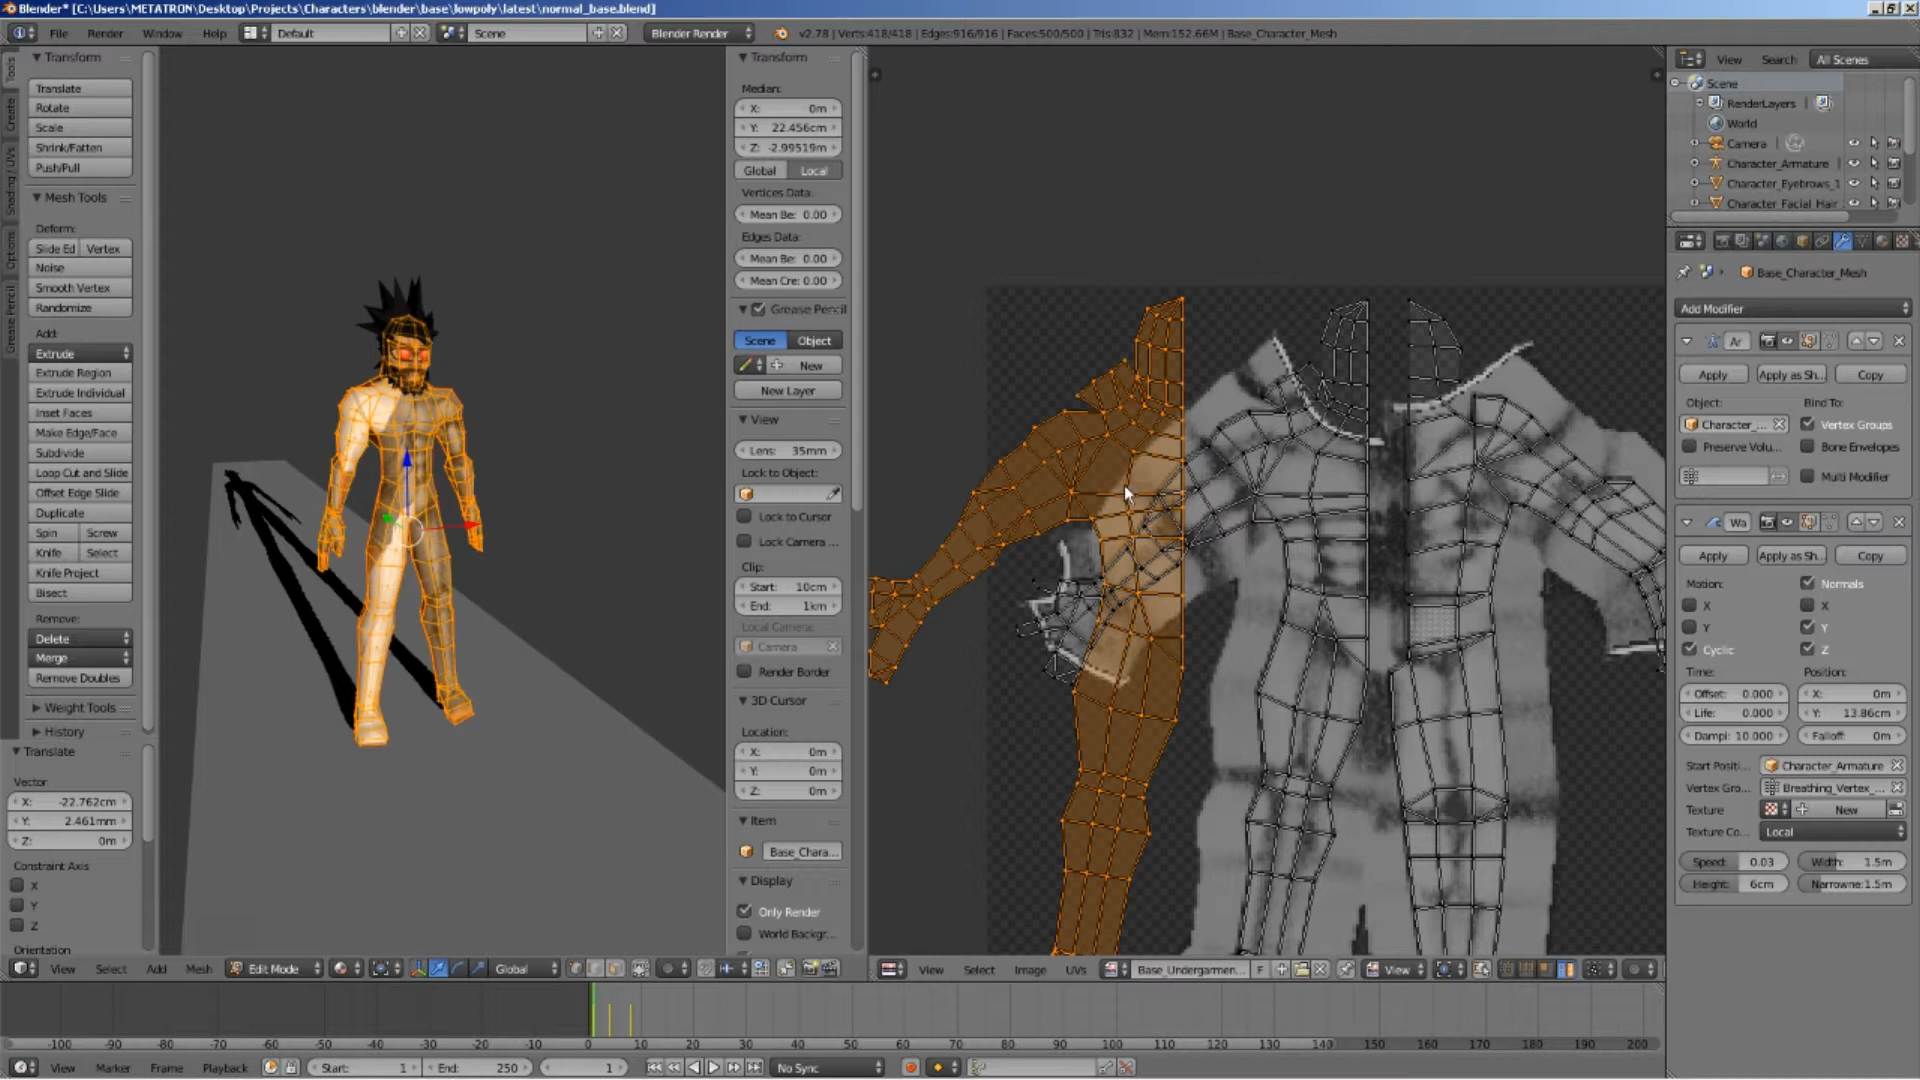 Blender* [C:\Users\METATRON\Desktop\Projects\Characters\blender\base\lowpoly\latest\normal_base.blend]
File Render Window Help Default Scene Blender Render v2.78 | Verts:418/418 | Edges:916/916 | Faces:500/500 | Tris:832 | Mem:152.66M | Base_Character_Mesh
Tools
Create
Shading / UVs
Options
Grease Pencil
Transform
Translate
Rotate
Scale
Shrink/Fatten
Push/Pull
Mesh Tools
Deform:
Slide Ed Vertex
Noise
Smooth Vertex
Randomize
Add:
Extrude
Extrude Region
Extrude Individual
Inset Faces
Make Edge/Face
Subdivide
Loop Cut and Slide
Offset Edge Slide
Duplicate
Spin Screw
Knife Select
Knife Project
Bisect
Remove:
Delete
Merge
Remove Doubles
Weight Tools
History
Translate
Vector
X: -22.762cm
Y: 2.461mm
Z: 0m
Constraint Axis
X
Y
Z
Orientation
View Select Add Mesh Edit Mode Global
Transform
Median:
X: 0m
Y: 22.456cm
Z: -2.99519m
Global Local
Vertices Data:
Mean Be: 0.00
Edges Data:
Mean Be: 0.00
Mean Cre: 0.00
Grease Pencil
Scene Object
New
New Layer
View
Lens: 35mm
Lock to Object:
Lock to Cursor
Lock Camera ...
Clip:
Start: 10cm
End: 1km
Local Camera:
Camera
Render Border
3D Cursor
Location:
X: 0m
Y: 0m
Z: 0m
Item
Base_Chara...
Display
Only Render
World Backgr...
View Select Image UVs Base_Undergarmen... F View
View Search All Scenes
Scene
RenderLayers
World
Camera
Character_Armature
Character_Eyebrows_1
Character_Facial_Hair
Base_Character_Mesh
Add Modifier
Ar
Apply Apply as Sh... Copy
Object: Bind To:
Character_... Vertex Groups
Preserve Volu... Bone Envelopes
Multi Modifier
Wa
Apply Apply as Sh... Copy
Motion: Normals
X X
Y Y
Cyclic Z
Time: Position:
Offset: 0.000 X: 0m
Life: 0.000 Y: 13.86cm
Dampi: 10.000 Falloff: 0m
Start Positi... Character_Armature
Vertex Gro... Breathing_Vertex_...
Texture New
Texture Co... Local
Speed: 0.03 Width: 1.5m
Height: 6cm Narrowne:1.5m
-100 -90 -80 -70 -60 -50 -40 -30 -20 -10 0 10 20 30 40 50 60 70 80 90 100 110 120 130 140 150 160 170 180 190 200
View Marker Frame Playback Start: 1 End: 250 1 No Sync